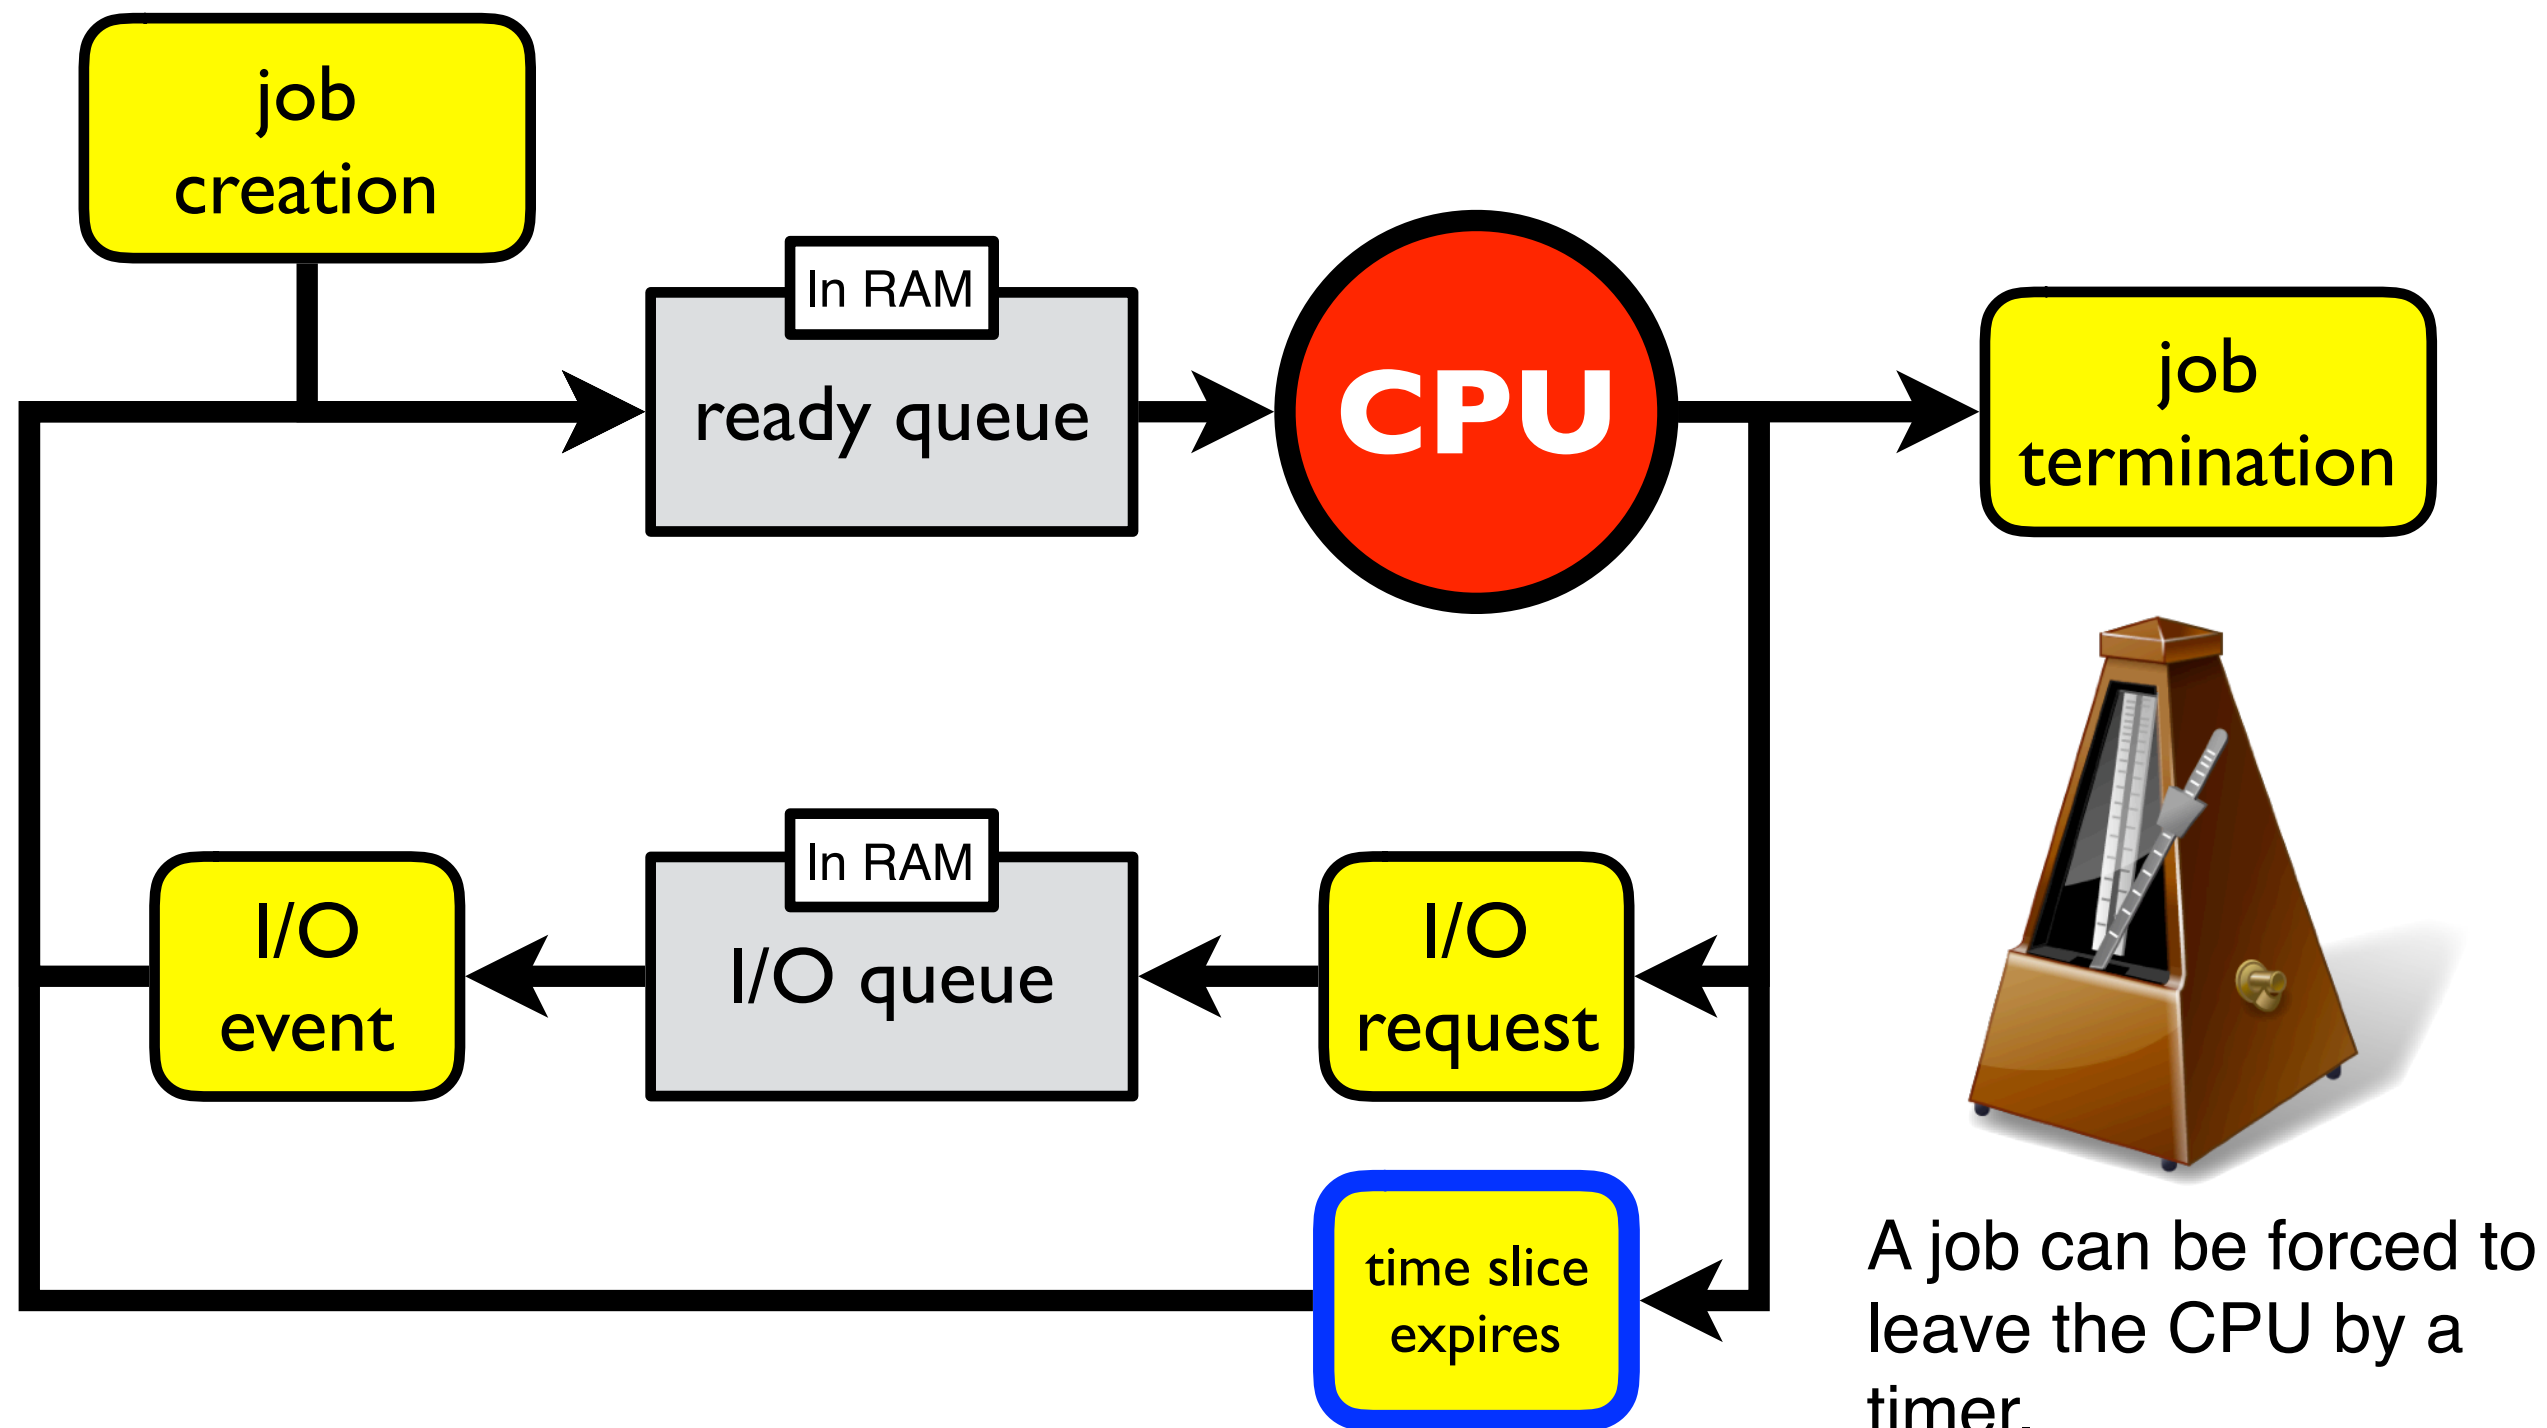 job
creation
In RAM
ready queue
CPU
job
termination
I/O
event
In RAM
I/O queue
I/O
request
time slice
expires
A job can be forced to
leave the CPU by a
timer.